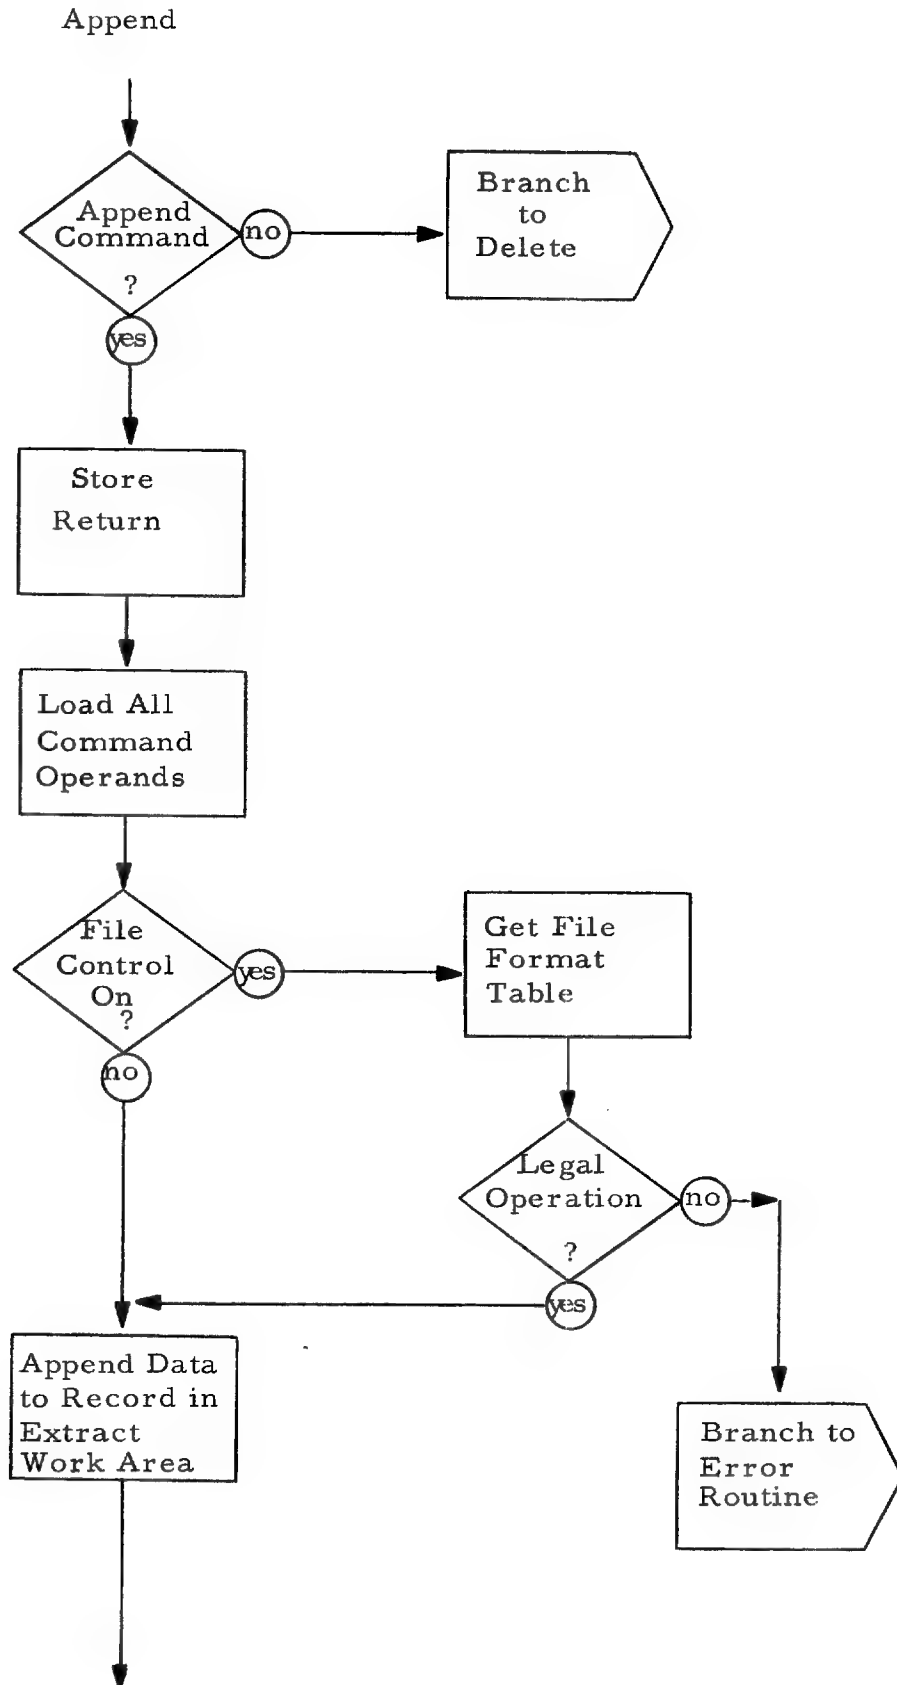 Append
Append
Command
?
no
Branch
to
Delete
yes
Store
Return
Load All
Command
Operands
File
Control
On
?
yes
Get File
Format
Table
no
Legal
Operation
?
no
yes
Append Data
to Record in
Extract
Work Area
Branch to
Error
Routine